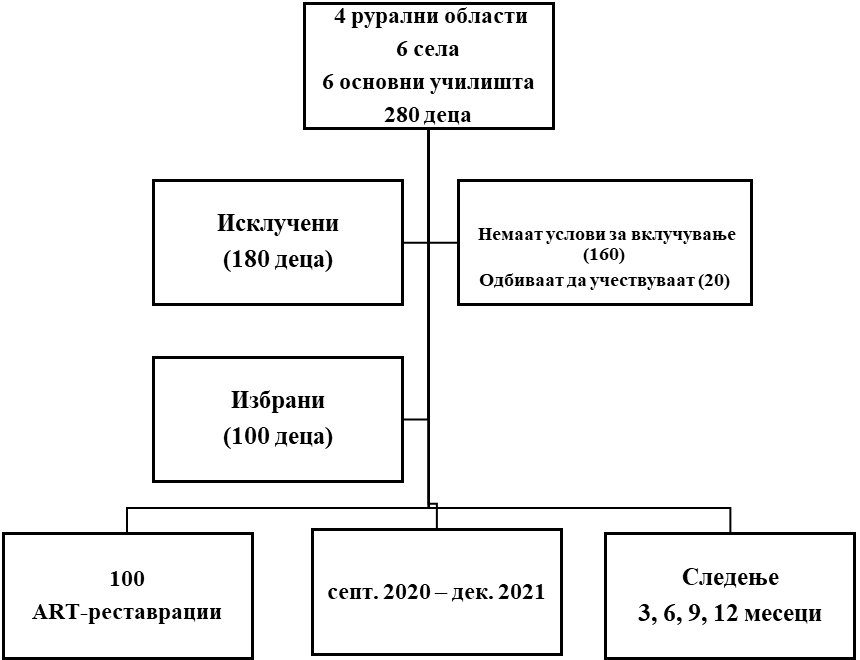 4 рурални области
6 села
6 основни училишта
280 деца
Исклучени
(180 деца)
Немаат услови за вклучување
(160)
Одбиваат да учествуваат (20)
Избрани
(100 деца)
100
ART-реставрации
септ. 2020 – дек. 2021
Следење
3, 6, 9, 12 месеци